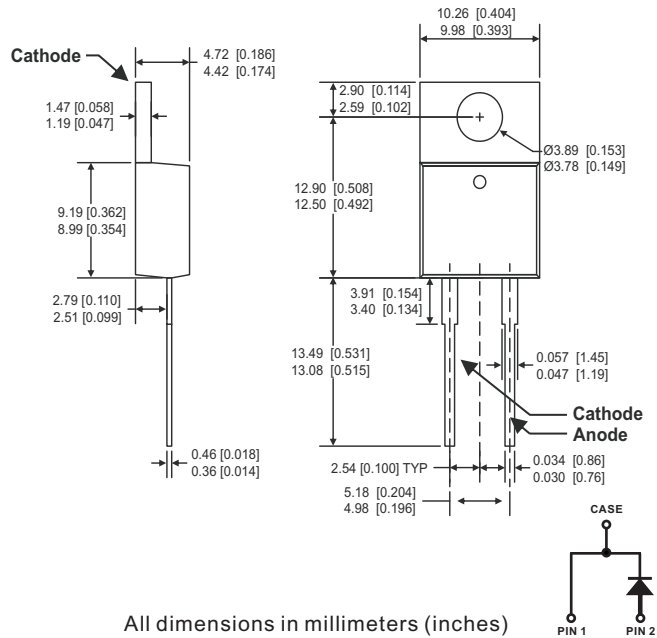 10.26 [0.404]
9.98 [0.393]
4.72 [0.186]
4.42 [0.174]
Cathode
2.90 [0.114]
2.59 [0.102]
1.47 [0.058]
1.19 [0.047]
Ø3.89 [0.153]
Ø3.78 [0.149]
12.90 [0.508]
12.50 [0.492]
9.19 [0.362]
8.99 [0.354]
2.79 [0.110]
2.51 [0.099]
3.91 [0.154]
3.40 [0.134]
13.49 [0.531]
13.08 [0.515]
0.057 [1.45]
0.047 [1.19]
Cathode
Anode
0.46 [0.018]
0.36 [0.014]
2.54 [0.100] TYP
0.034 [0.86]
0.030 [0.76]
5.18 [0.204]
4.98 [0.196]
CASE
PIN 1
PIN 2
All dimensions in millimeters (inches)